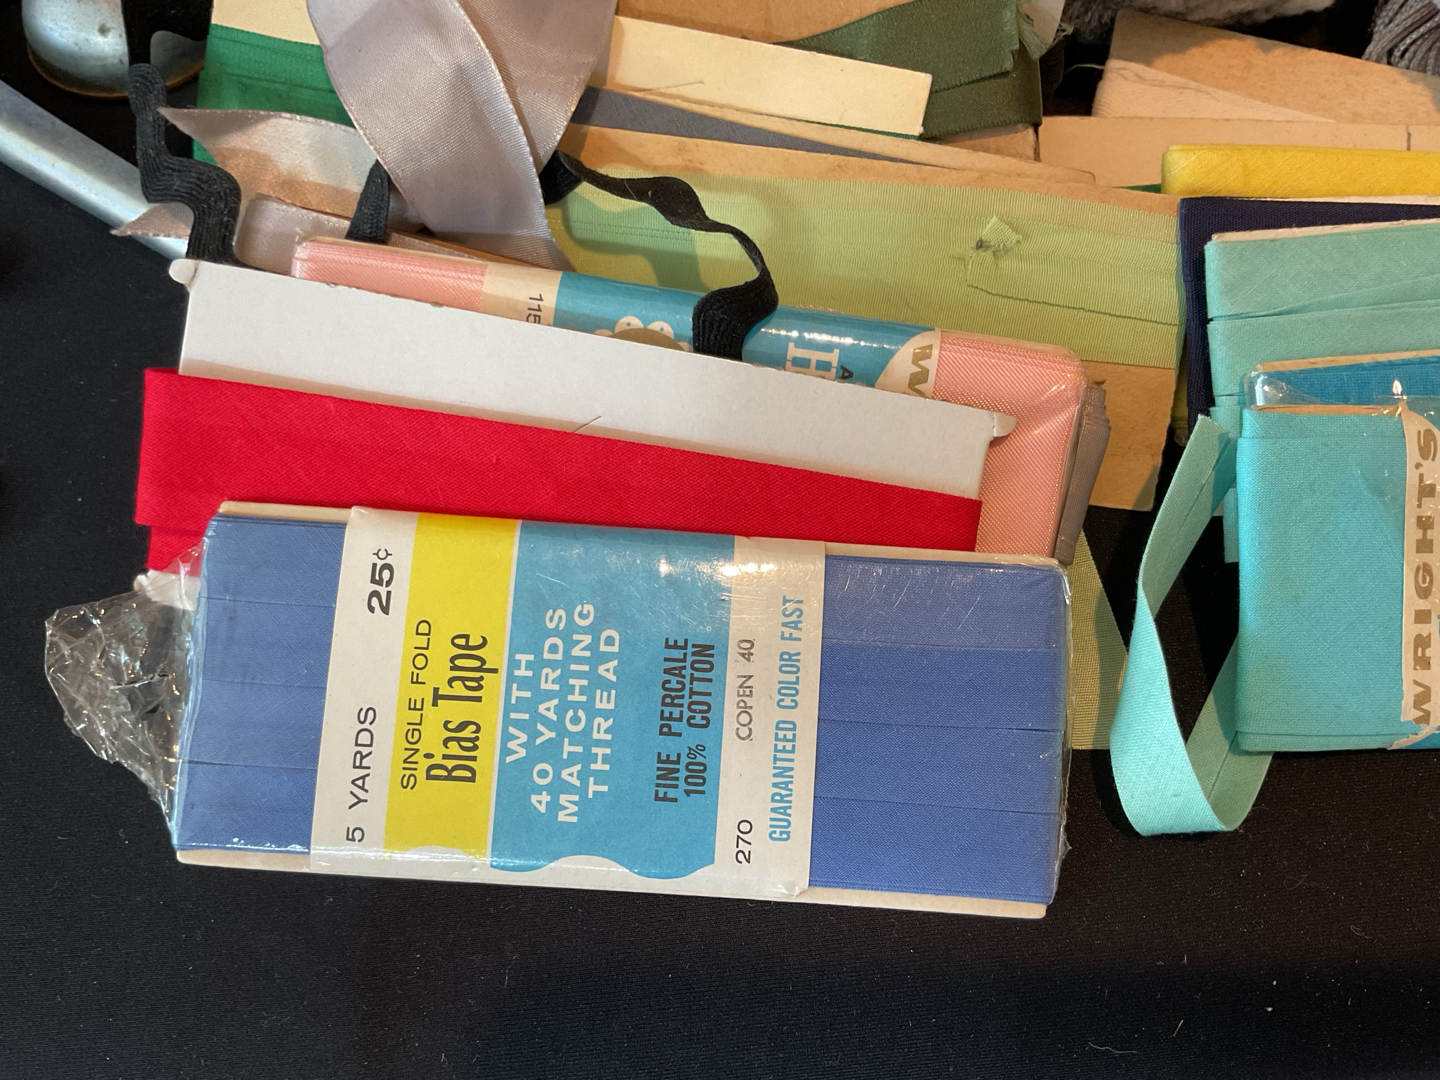 5 YARDS 25¢
SINGLE FOLD
Bias Tape
WITH
40 YARDS
MATCHING
THREAD
FINE PERCALE
100% COTTON
270 COPEN 40
GUARANTEED COLOR FAST
115
H
W
WRIGHT'S